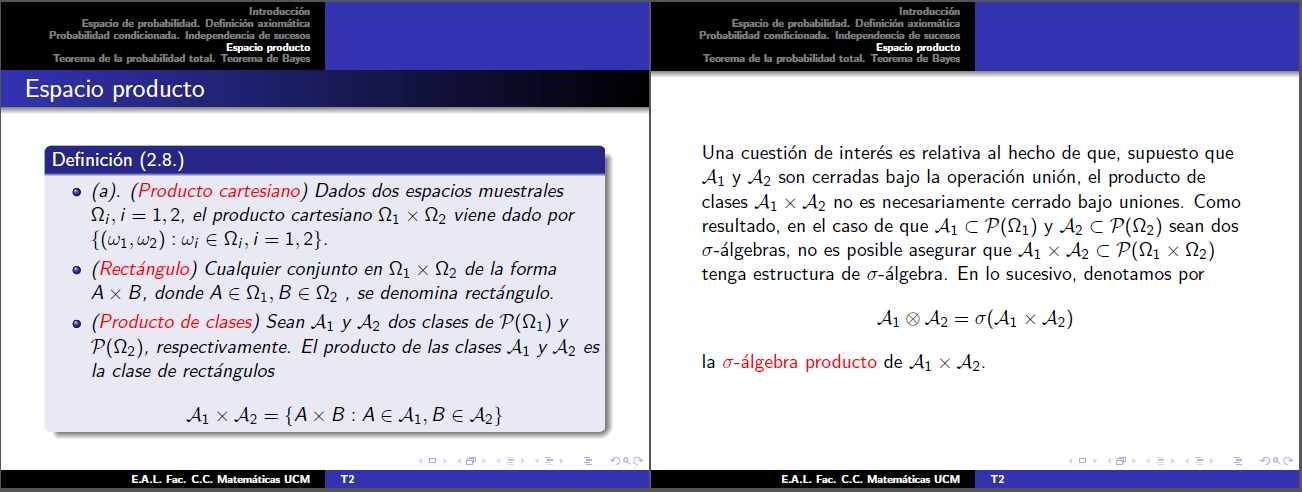 Introducción
Espacio de probabilidad. Definición axiomática
Probabilidad condicionada. Independencia de sucesos
Espacio producto
Teorema de la probabilidad total. Teorema de Bayes
Espacio producto
Definición (2.8.)
(a). (Producto cartesiano) Dados dos espacios muestrales
Ω₁, i = 1, 2, el producto cartesiano Ω₁ × Ω₂ viene dado por
{(ω₁, ω₂) : ωᵢ ∈ Ωᵢ, i = 1, 2}.
(Rectángulo) Cualquier conjunto en Ω₁ × Ω₂ de la forma
A × B, donde A ∈ Ω₁, B ∈ Ω₂ , se denomina rectángulo.
(Producto de clases) Sean 𝒜₁ y 𝒜₂ dos clases de 𝒫(Ω₁) y
𝒫(Ω₂), respectivamente. El producto de las clases 𝒜₁ y 𝒜₂ es
la clase de rectángulos
𝒜₁ × 𝒜₂ = {A × B : A ∈ 𝒜₁, B ∈ 𝒜₂}
E.A.L. Fac. C.C. Matemáticas UCM
T2
Introducción
Espacio de probabilidad. Definición axiomática
Probabilidad condicionada. Independencia de sucesos
Espacio producto
Teorema de la probabilidad total. Teorema de Bayes
Una cuestión de interés es relativa al hecho de que, supuesto que
𝒜₁ y 𝒜₂ son cerradas bajo la operación unión, el producto de
clases 𝒜₁ × 𝒜₂ no es necesariamente cerrado bajo uniones. Como
resultado, en el caso de que 𝒜₁ ⊂ 𝒫(Ω₁) y 𝒜₂ ⊂ 𝒫(Ω₂) sean dos
σ-álgebras, no es posible asegurar que 𝒜₁ × 𝒜₂ ⊂ 𝒫(Ω₁ × Ω₂)
tenga estructura de σ-álgebra. En lo sucesivo, denotamos por
𝒜₁ ⊗ 𝒜₂ = σ(𝒜₁ × 𝒜₂)
la σ-álgebra producto de 𝒜₁ × 𝒜₂.
E.A.L. Fac. C.C. Matemáticas UCM
T2